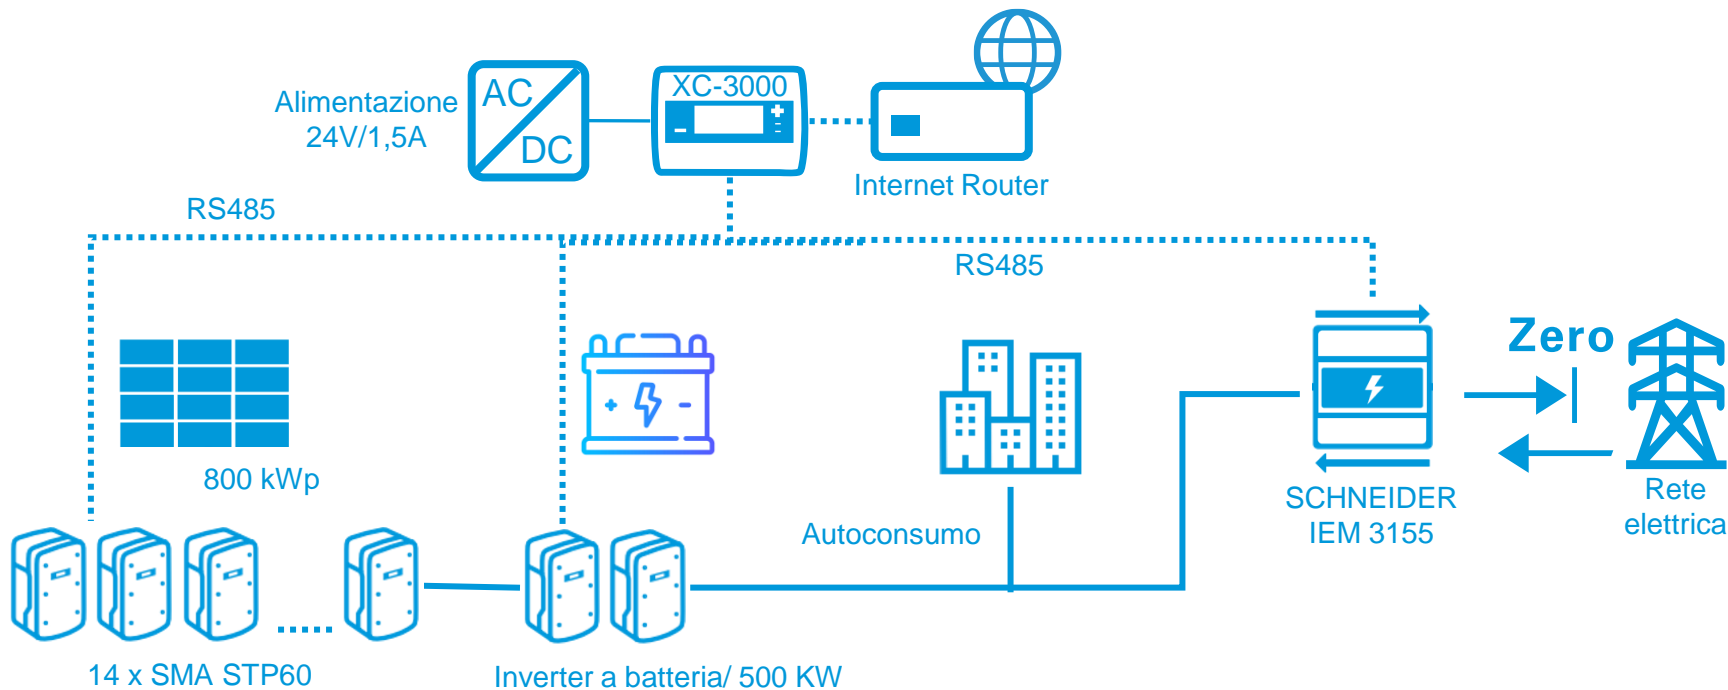 Alimentazione
24V/1,5A
AC
DC
XC-3000
Internet Router
RS485
RS485
800 kWp
Zero
Autoconsumo
SCHNEIDER
IEM 3155
Rete
elettrica
14 x SMA STP60
Inverter a batteria/ 500 KW